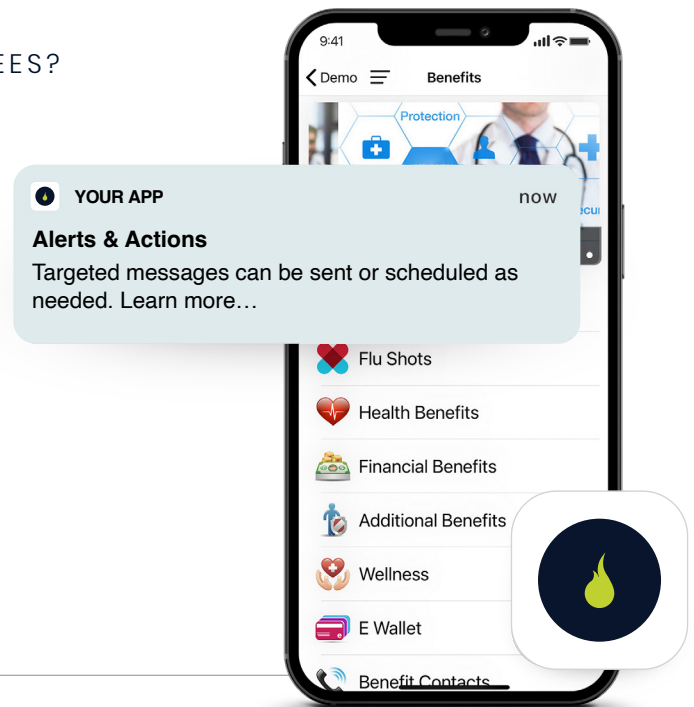 EES?
9:41
Demo
Benefits
Protection
YOUR APP
now
Alerts & Actions
Targeted messages can be sent or scheduled as
needed. Learn more…
Flu Shots
Health Benefits
Financial Benefits
Additional Benefits
Wellness
E Wallet
Benefit Contacts